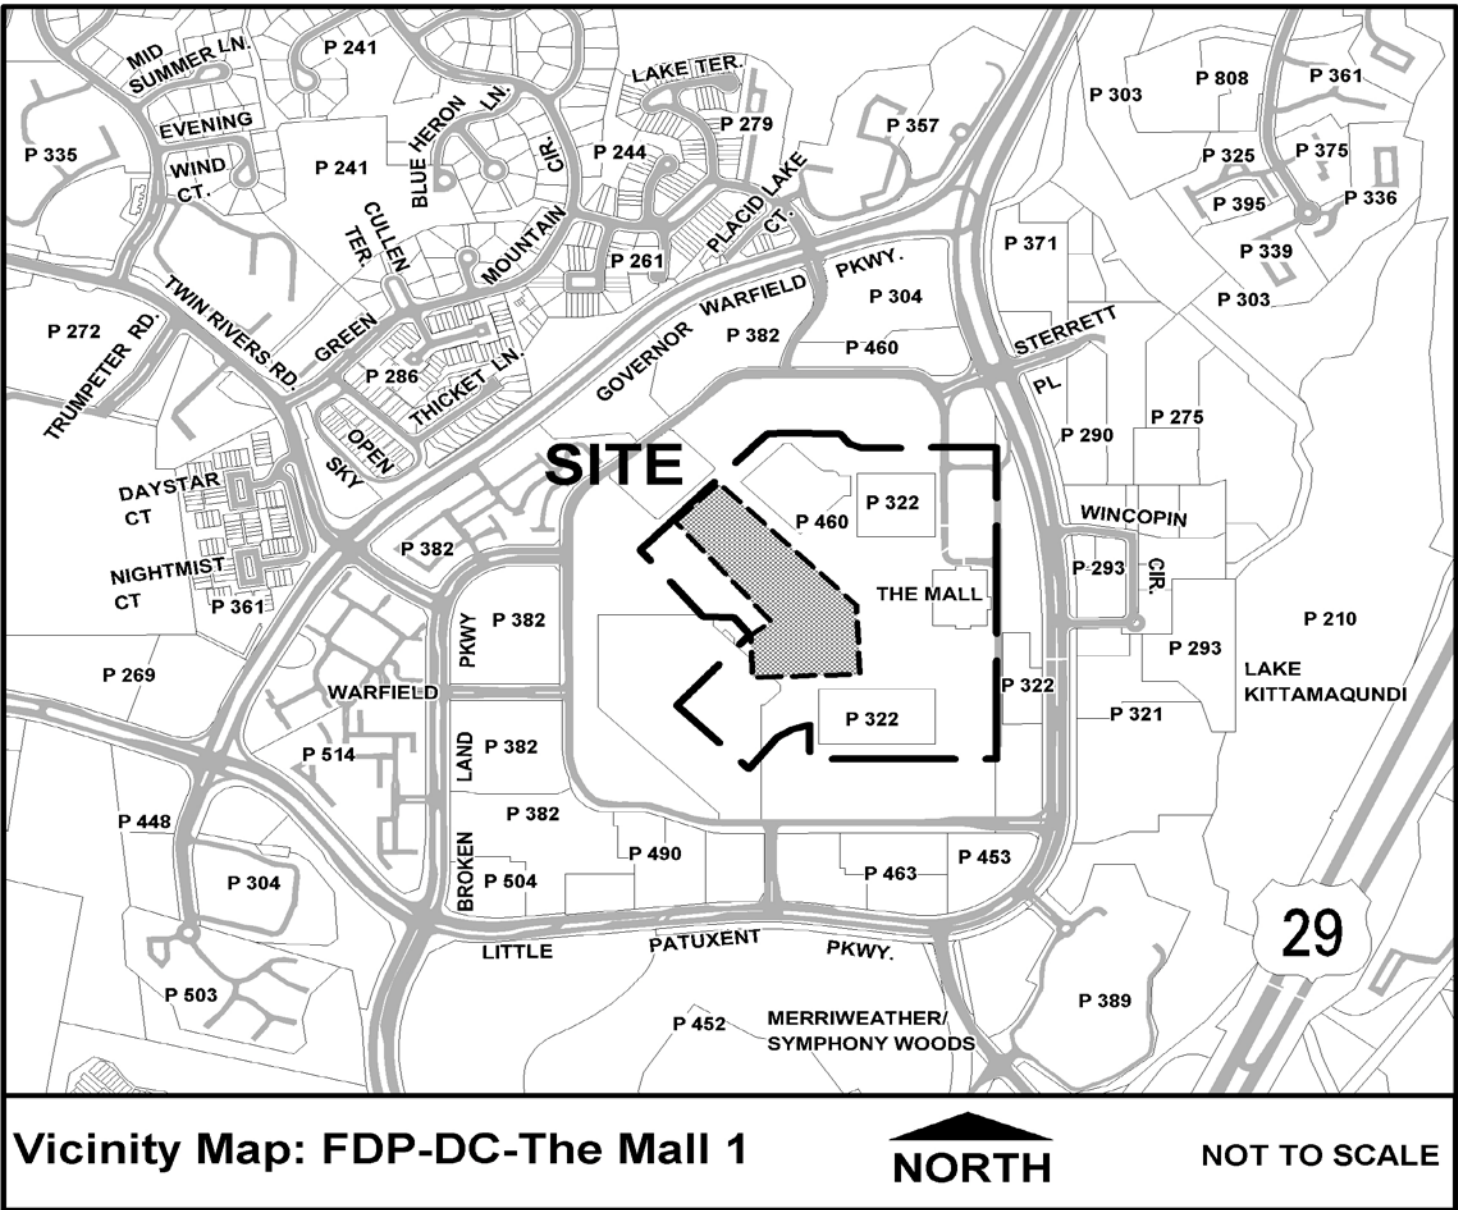 MID
SUMMER LN.
P 241
LAKE TER.
P 808
P 361
P 303
EVENING
BLUE HERON LN.
CIR.
P 279
P 357
P 335
WIND
CT.
P 241
P 244
P 325
P 375
PLACID LAKE
CT.
P 395
P 336
CULLEN
TER.
MOUNTAIN
P 261
P 371
P 339
PKWY.
WARFIELD
P 304
P 303
TWIN RIVERS RD.
P 272
TRUMPETER RD.
GREEN
GOVERNOR
P 382
P 460
STERRETT
PL
P 286
THICKET LN.
P 275
P 290
OPEN
SKY
SITE
DAYSTAR
CT
P 322
P 460
WINCOPIN
P 382
NIGHTMIST
CT
P 293
CIR.
P 361
THE MALL
P 382
PKWY
P 210
P 293
P 269
WARFIELD
P 322
LAKE
KITTAMAQUNDI
P 321
P 322
P 514
LAND
P 382
P 382
P 448
P 490
P 453
BROKEN
P 504
P 463
P 304
29
LITTLE
PATUXENT
PKWY.
P 503
P 389
P 452
MERRIWEATHER/
SYMPHONY WOODS
Vicinity Map: FDP-DC-The Mall 1
NORTH
NOT TO SCALE